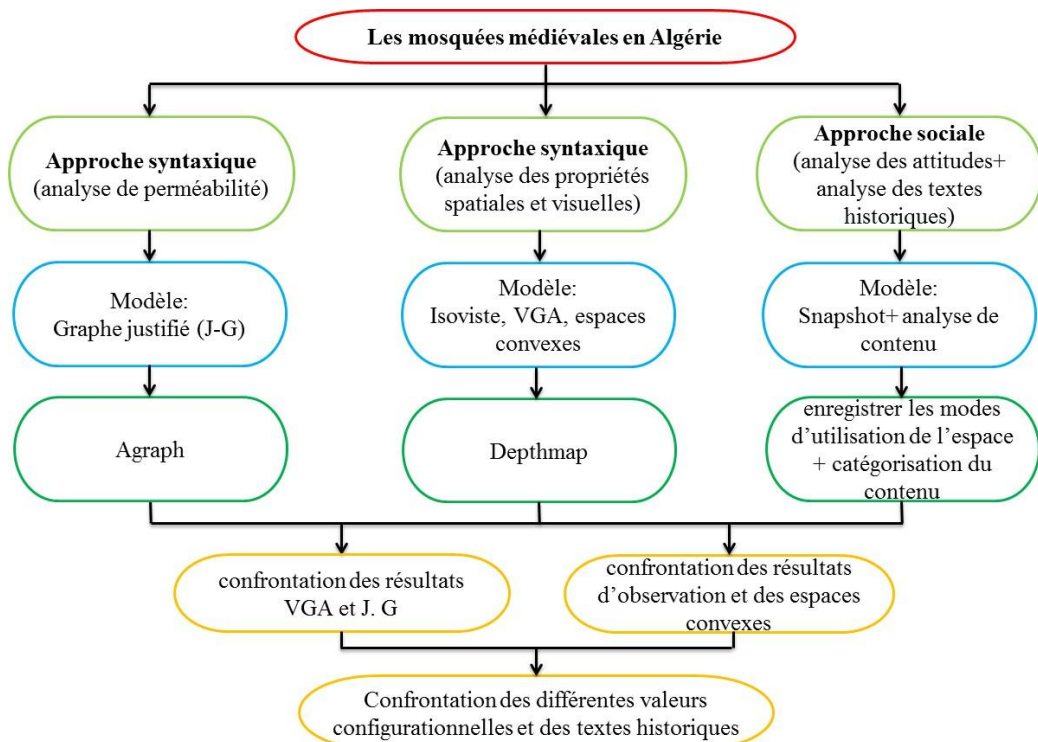 Les mosquées médiévales en Algérie
Approche syntaxique
(analyse de perméabilité)
Approche syntaxique
(analyse des propriétés
spatiales et visuelles)
Approche sociale
(analyse des attitudes+
analyse des textes
historiques)
Modèle:
Graphe justifié (J-G)
Modèle:
Isoviste, VGA, espaces
convexes
Modèle:
Snapshot+ analyse de
contenu
Agraph
Depthmap
enregistrer les modes
d’utilisation de l’espace
+ catégorisation du
contenu
confrontation des résultats
VGA et J. G
confrontation des résultats
d’observation et des espaces
convexes
Confrontation des différentes valeurs
configurationnelles et des textes historiques